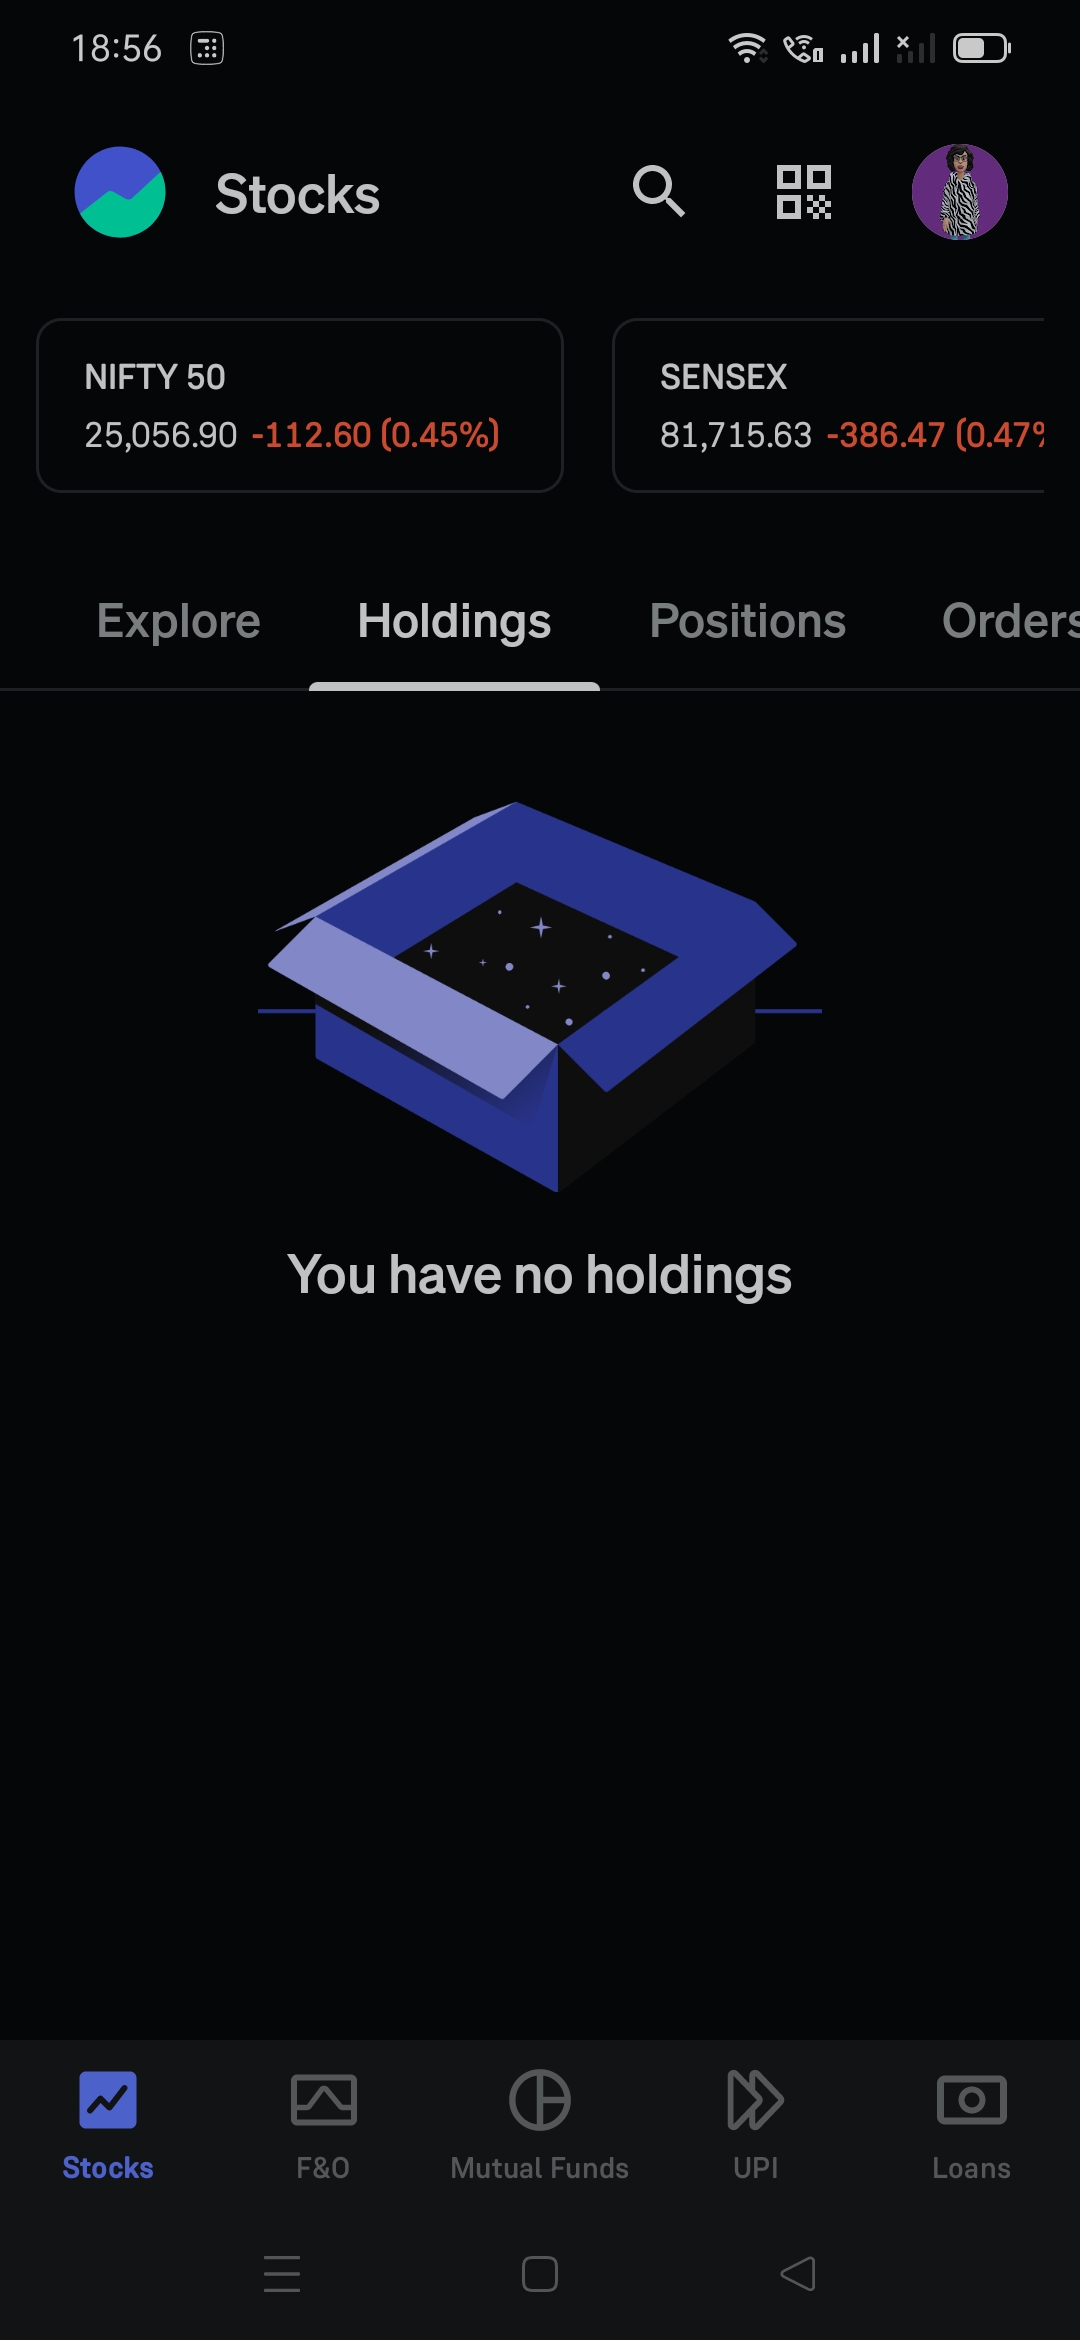 18:56
Stocks
NIFTY 50
25,056.90 -112.60 (0.45%)
SENSEX
81,715.63 -386.47 (0.47%
Explore Holdings Positions Orders
You have no holdings
Stocks F&O Mutual Funds UPI Loans